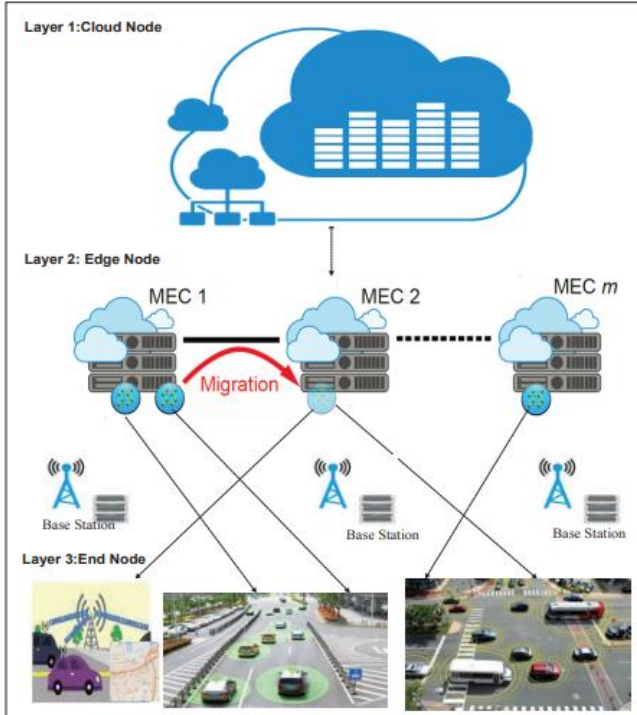 Layer 1:Cloud Node
Layer 2: Edge Node
MEC 1
MEC 2
MEC m
Migration
Base Station
Base Station
Base Station
Layer 3:End Node